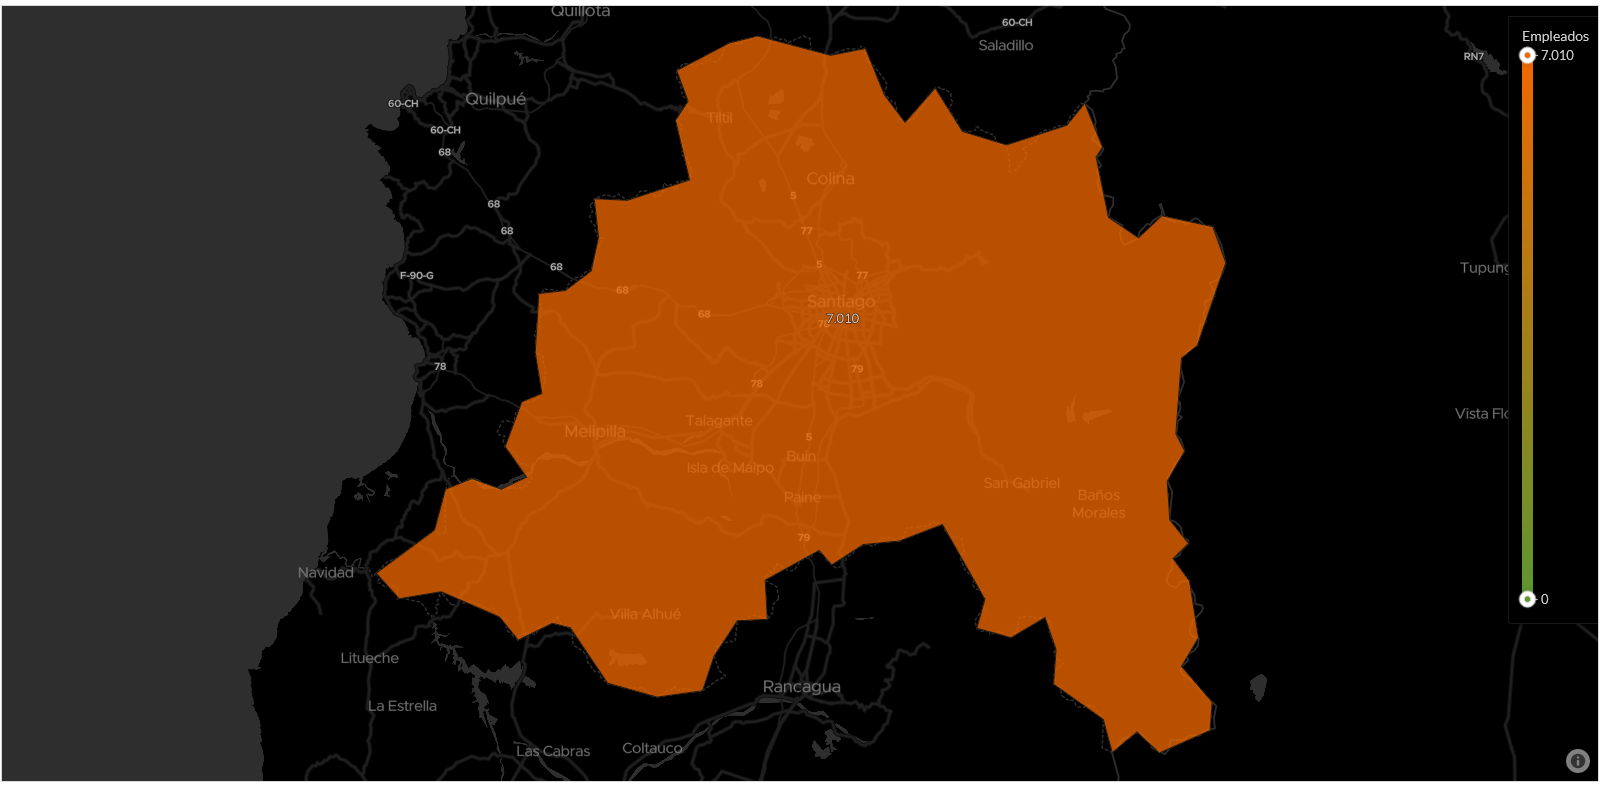 Quillota
60-CH
Saladillo
Empleados
7.010
RN7
Quilpué
60-CH
Tiltil
60-CH
68
Colina
5
68
77
68
5
68
77
F-90-G
Tupung
68
Santiago
68
7.010
78
78
79
78
Talagante
Vista Flo
Melipilla
5
Buin
Isla de Maipo
San Gabriel
Paine
Baños
Morales
79
Navidad
0
Villa Alhué
Litueche
Rancagua
La Estrella
Las Cabras
Coltauco